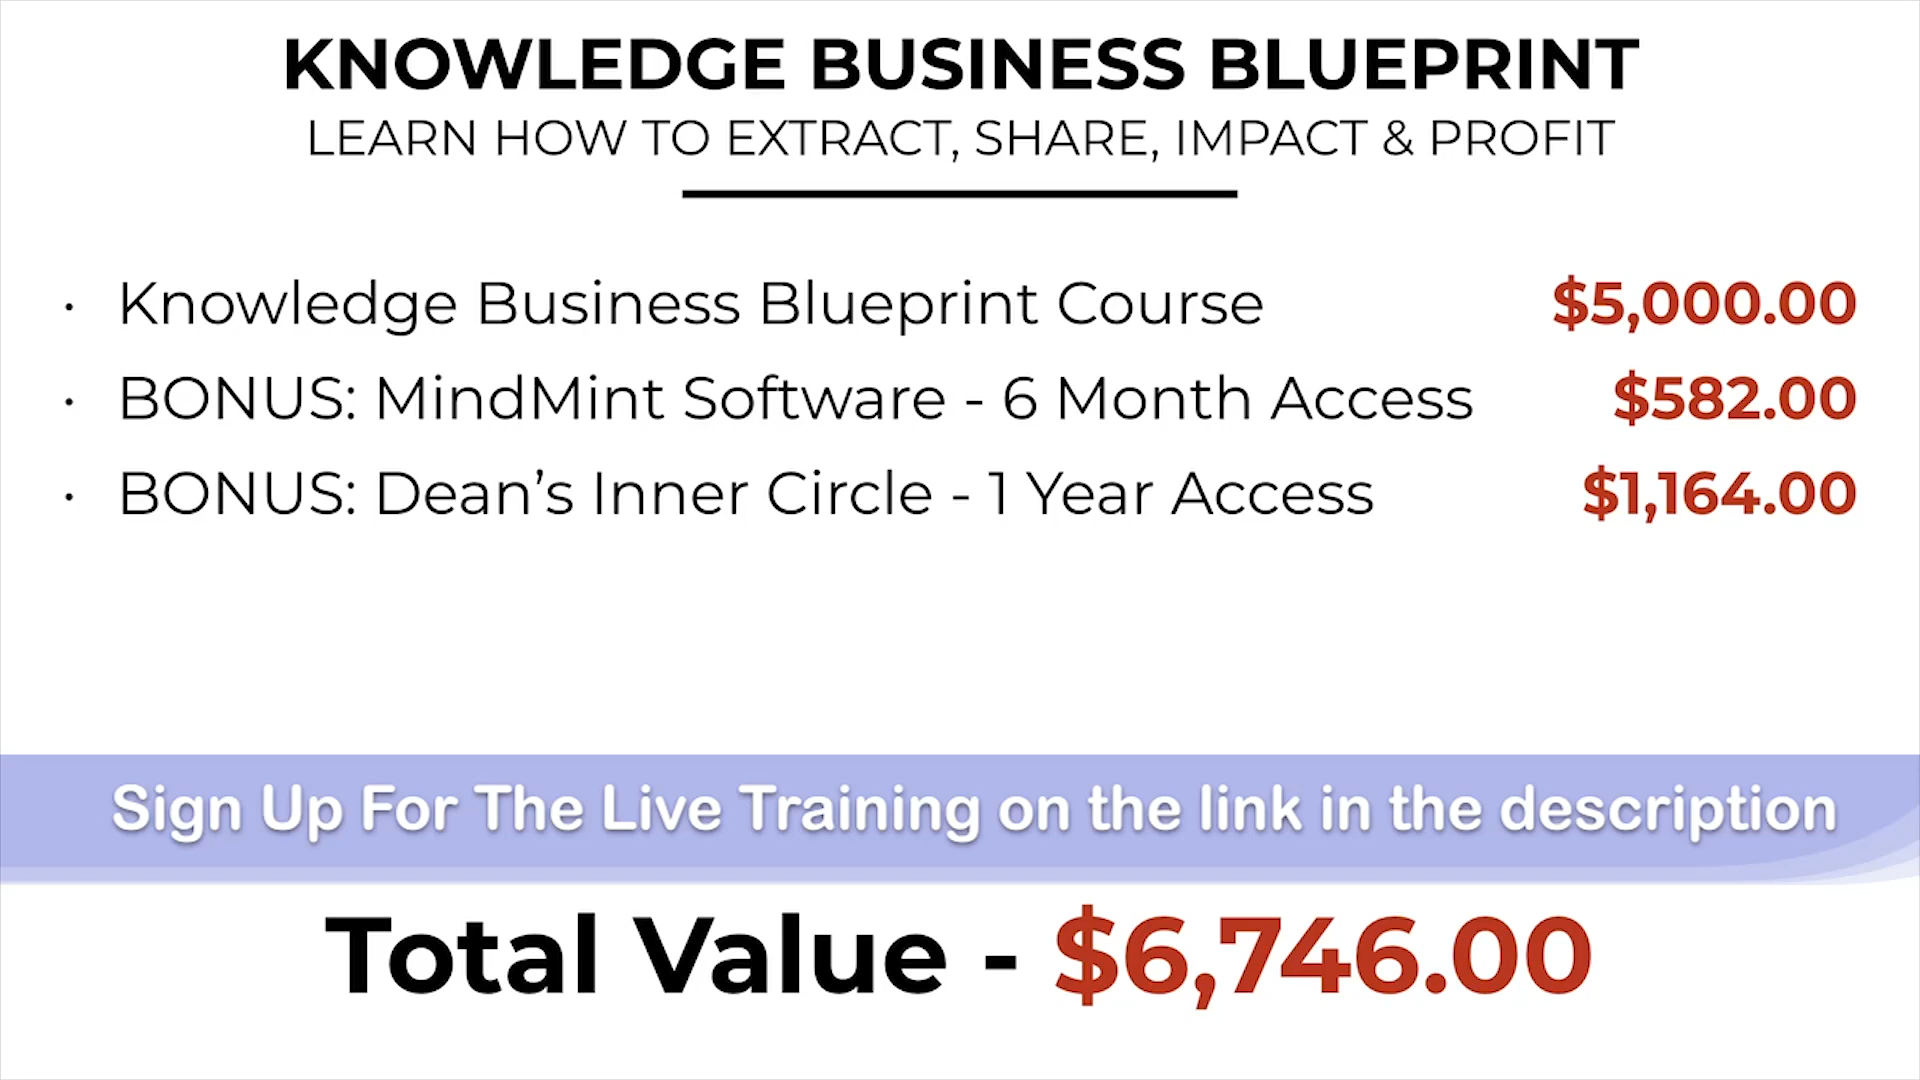 KNOWLEDGE BUSINESS BLUEPRINT
LEARN HOW TO EXTRACT, SHARE, IMPACT & PROFIT
· Knowledge Business Blueprint Course $5,000.00
· BONUS: MindMint Software - 6 Month Access $582.00
· BONUS: Dean’s Inner Circle - 1 Year Access $1,164.00
Sign Up For The Live Training on the link in the description
Total Value - $6,746.00